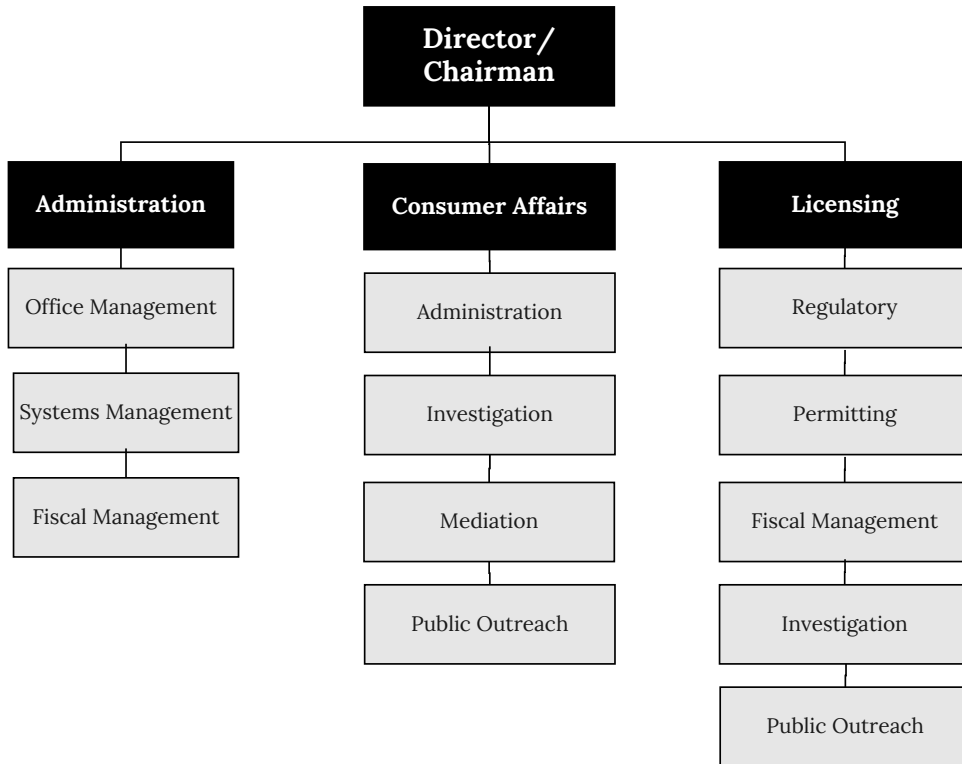 Director/
Chairman
Administration
Office Management
Systems Management
Fiscal Management
Consumer Affairs
Administration
Investigation
Mediation
Public Outreach
Licensing
Regulatory
Permitting
Fiscal Management
Investigation
Public Outreach